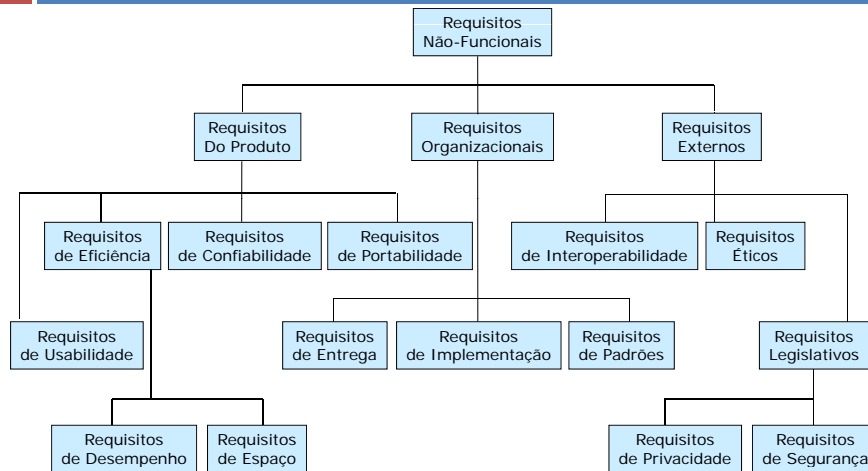 Requisitos
Não-Funcionais
Requisitos
Do Produto
Requisitos
Organizacionais
Requisitos
Externos
Requisitos
de Eficiência
Requisitos
de Confiabilidade
Requisitos
de Portabilidade
Requisitos
de Interoperabilidade
Requisitos
Éticos
Requisitos
de Usabilidade
Requisitos
de Entrega
Requisitos
de Implementação
Requisitos
de Padrões
Requisitos
Legislativos
Requisitos
de Desempenho
Requisitos
de Espaço
Requisitos
de Privacidade
Requisitos
de Segurança